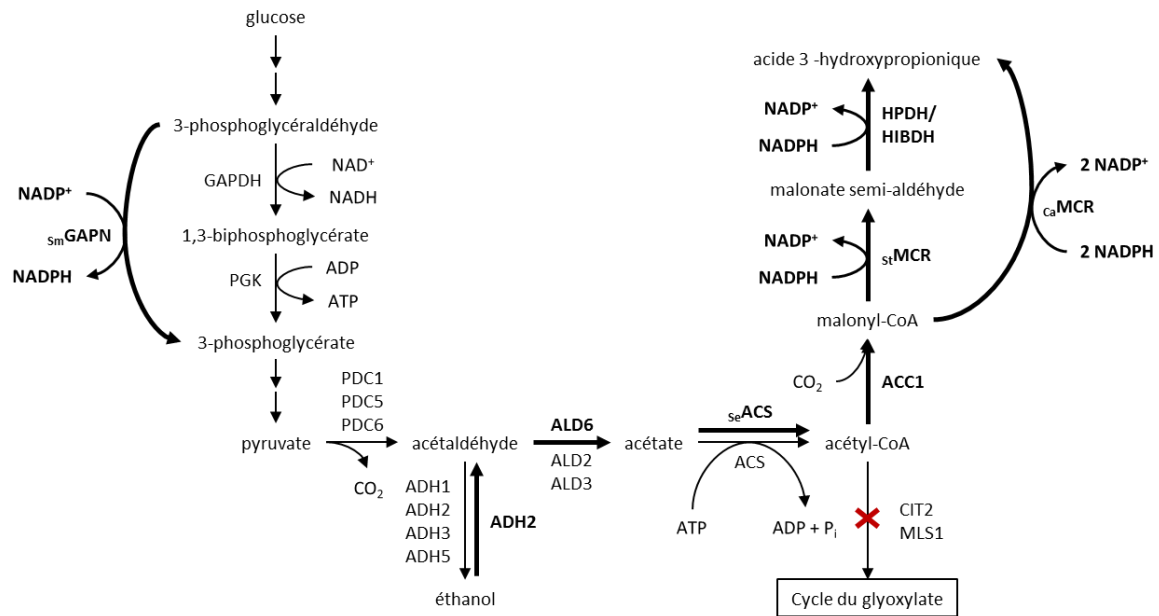 glucose
3-phosphoglycéraldéhyde
NADP⁺
SmGAPN
NADPH
GAPDH
NAD⁺
NADH
1,3-biphosphoglycérate
PGK
ADP
ATP
3-phosphoglycérate
pyruvate
PDC1
PDC5
PDC6
CO₂
acétaldéhyde
ADH1
ADH2
ADH3
ADH5
ADH2
éthanol
ALD6
ALD2
ALD3
acétate
SeACS
ACS
ATP
ADP + Pi
acétyl-CoA
CIT2
MLS1
Cycle du glyoxylate
CO₂
ACC1
malonyl-CoA
NADP⁺
NADPH
StMCR
malonate semi-aldéhyde
NADP⁺
NADPH
HPDH/
HIBDH
acide 3 -hydroxypropionique
2 NADP⁺
CaMCR
2 NADPH